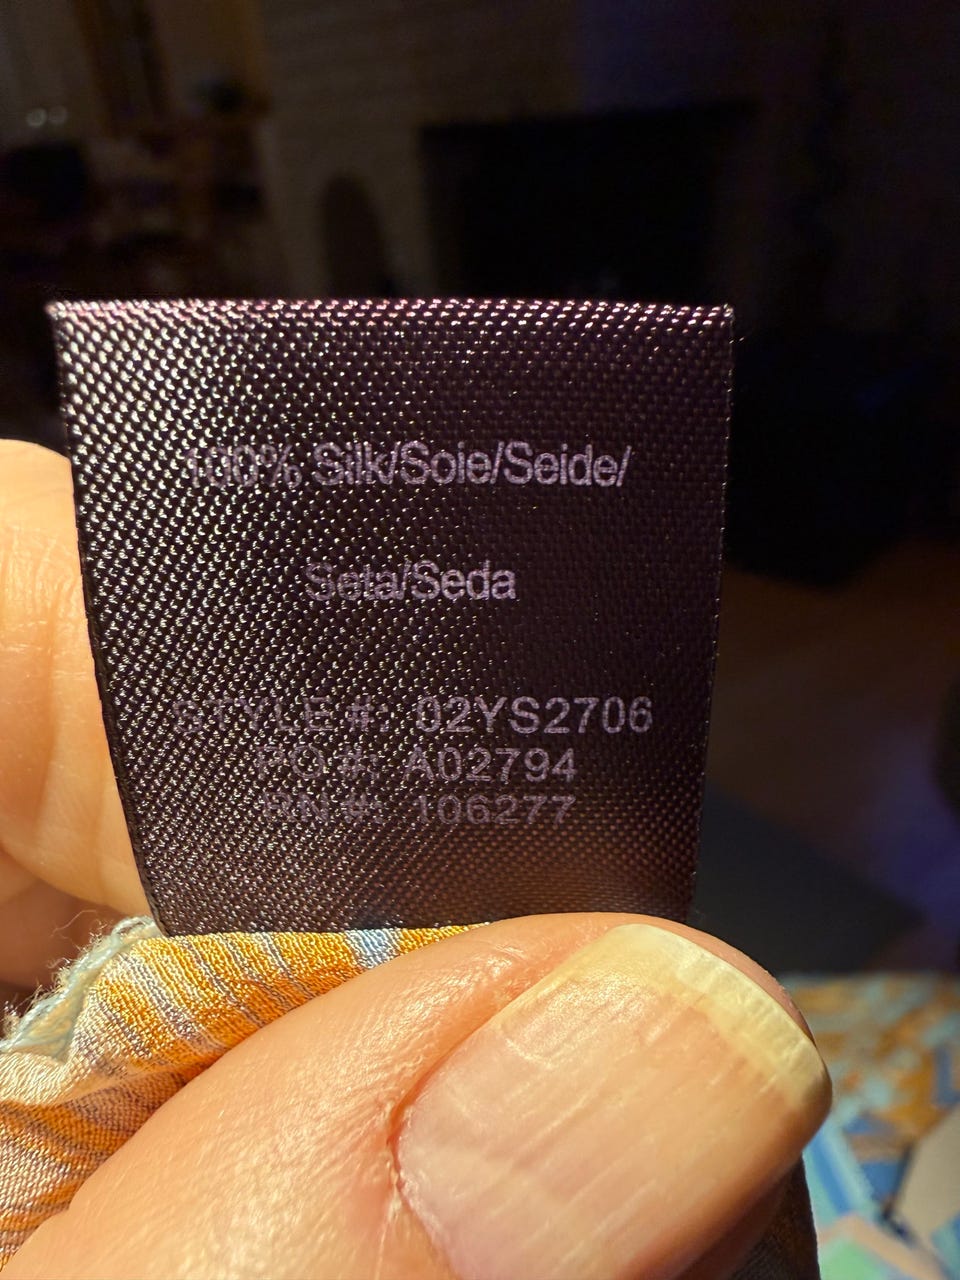 100% Silk/Soie/Seide/
Seta/Seda
STYLE #: 02YS2706
PO #: A02794
RN #: 106277